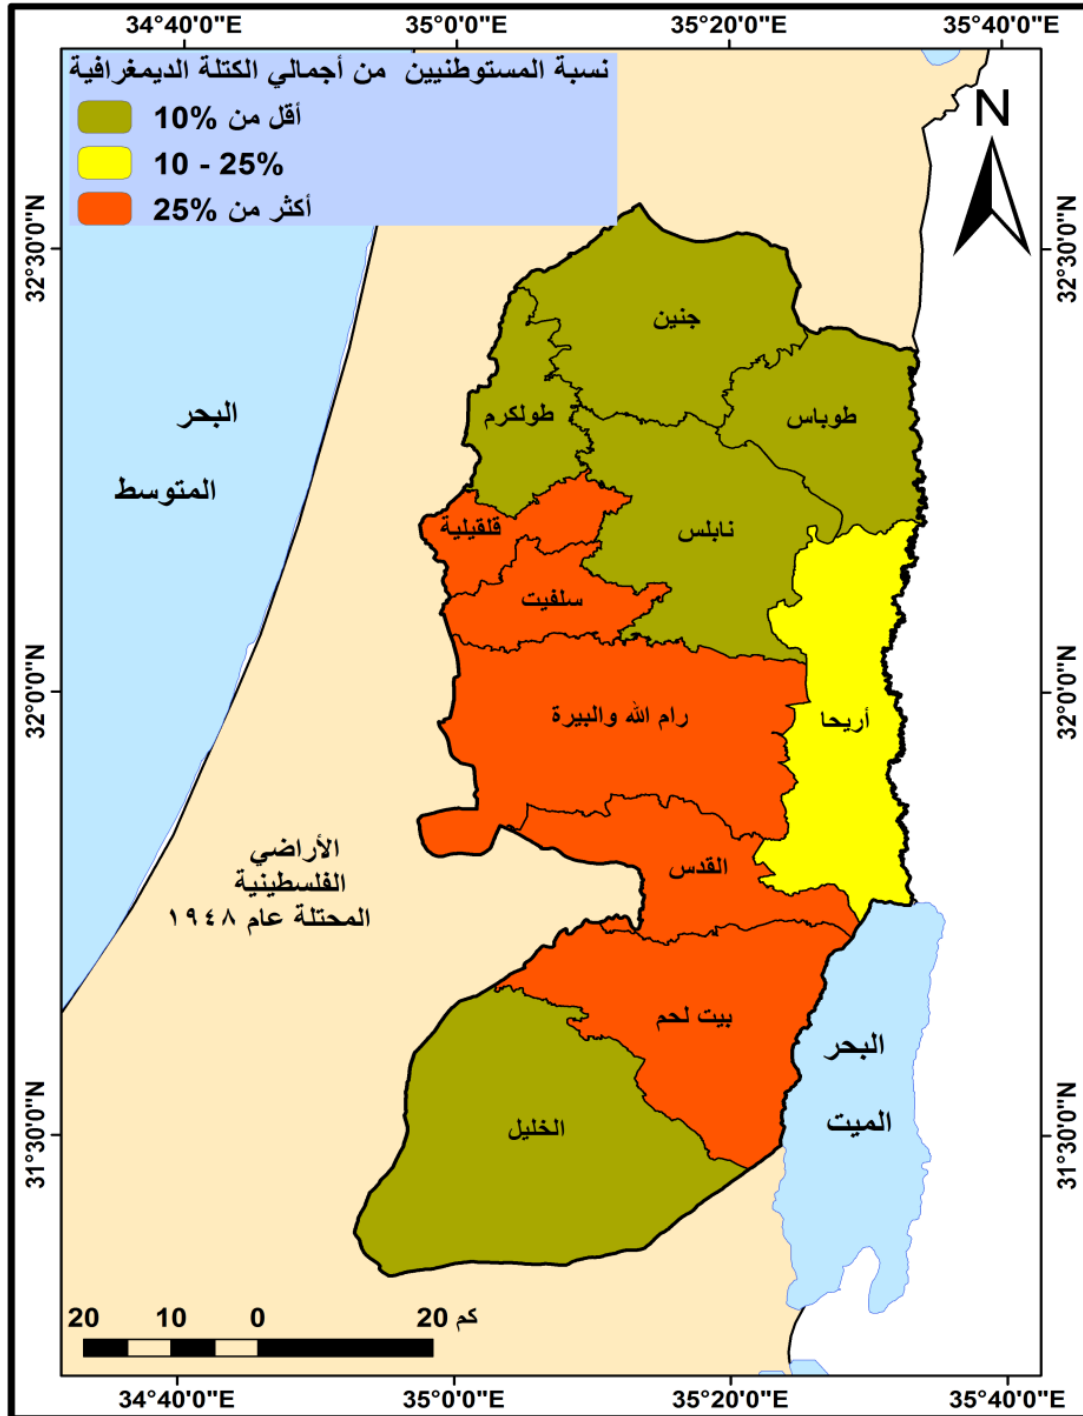 34°40'0"E 35°0'0"E 35°20'0"E 35°40'0"E
نسبة المستوطنيين من أجمالي الكتلة الديمغرافية
أقل من 10%
10 - 25%
أكثر من 25%
N
32°30'0"N 32°30'0"N
جنين
طولكرم
طوباس
البحر
المتوسط
قلقيلية
نابلس
سلفيت
32°0'0"N 32°0'0"N
رام الله والبيرة
أريحا
القدس
الأراضي
الفلسطينية
المحتلة عام ١٩٤٨
بيت لحم
البحر
الميت
الخليل
31°30'0"N 31°30'0"N
20 10 0 20 كم
34°40'0"E 35°0'0"E 35°20'0"E 35°40'0"E